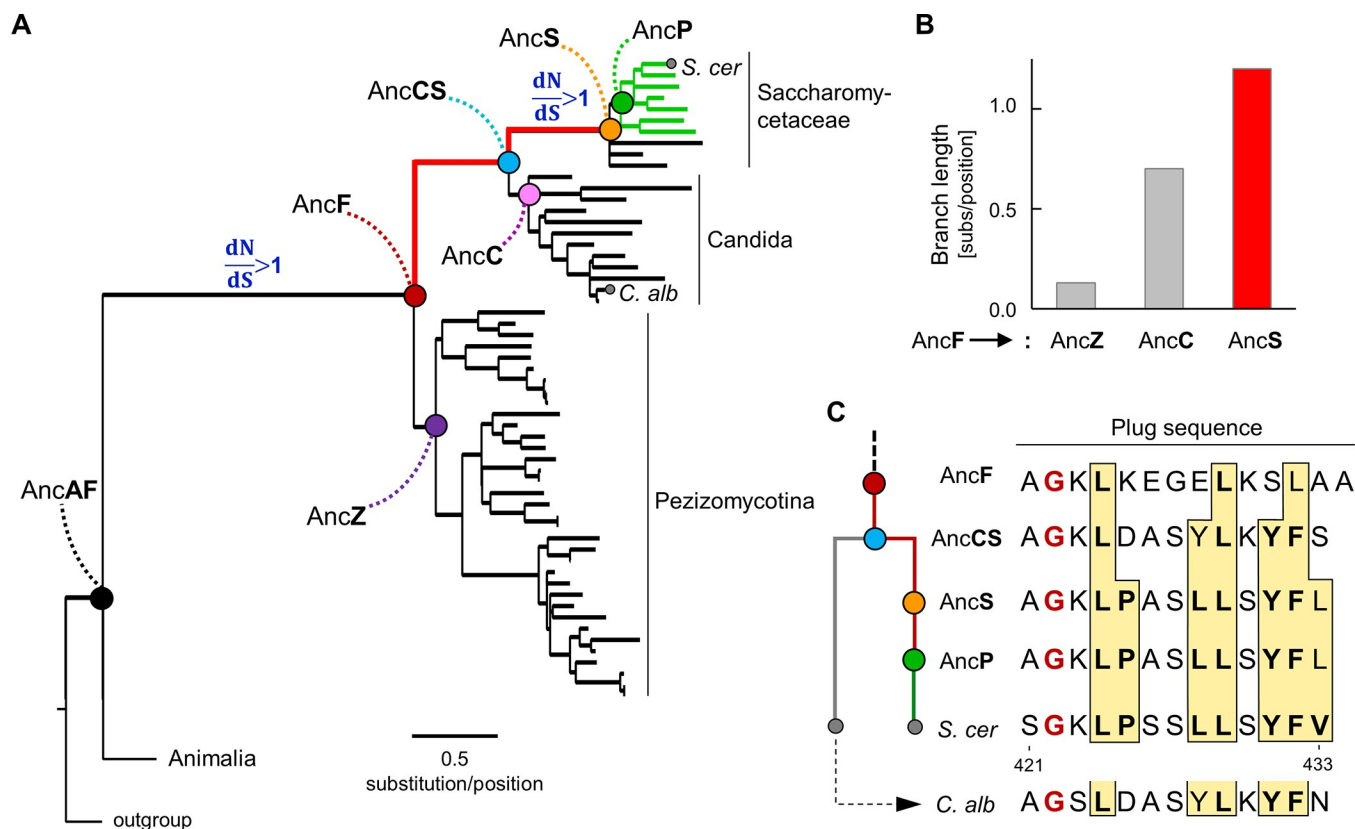 A
AncS
AncP
S. cer
AncCS
dN
dS >1
Saccharomy-
cetaceae
AncF
dN
dS >1
AncC
Candida
C. alb
AncAF
AncZ
Pezizomycotina
0.5
substitution/position
Animalia
outgroup
B
Branch length
[subs/position]
1.0
0.5
0.0
AncF → : AncZ AncC AncS
C
Plug sequence
AncF A G K L K E G E L K S L A A
AncCS A G K L D A S Y L K Y F S
AncS A G K L P A S L L S Y F L
AncP A G K L P A S L L S Y F L
S. cer S G K L P S S L L S Y F V
421 433
C. alb A G S L D A S Y L K Y F N